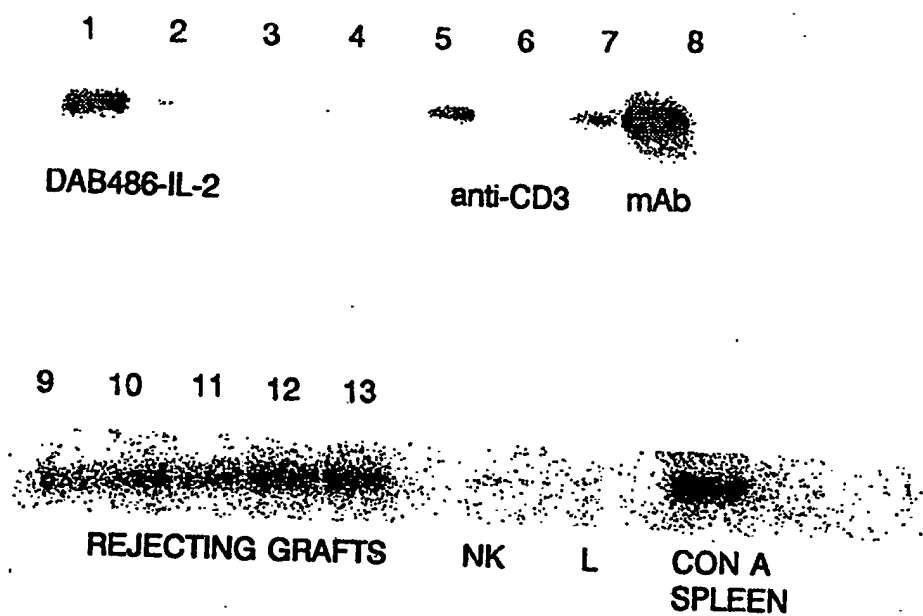 1 2 3 4 5 6 7 8
DAB486-IL-2 anti-CD3 mAb
9 10 11 12 13
REJECTING GRAFTS NK L CON A
SPLEEN